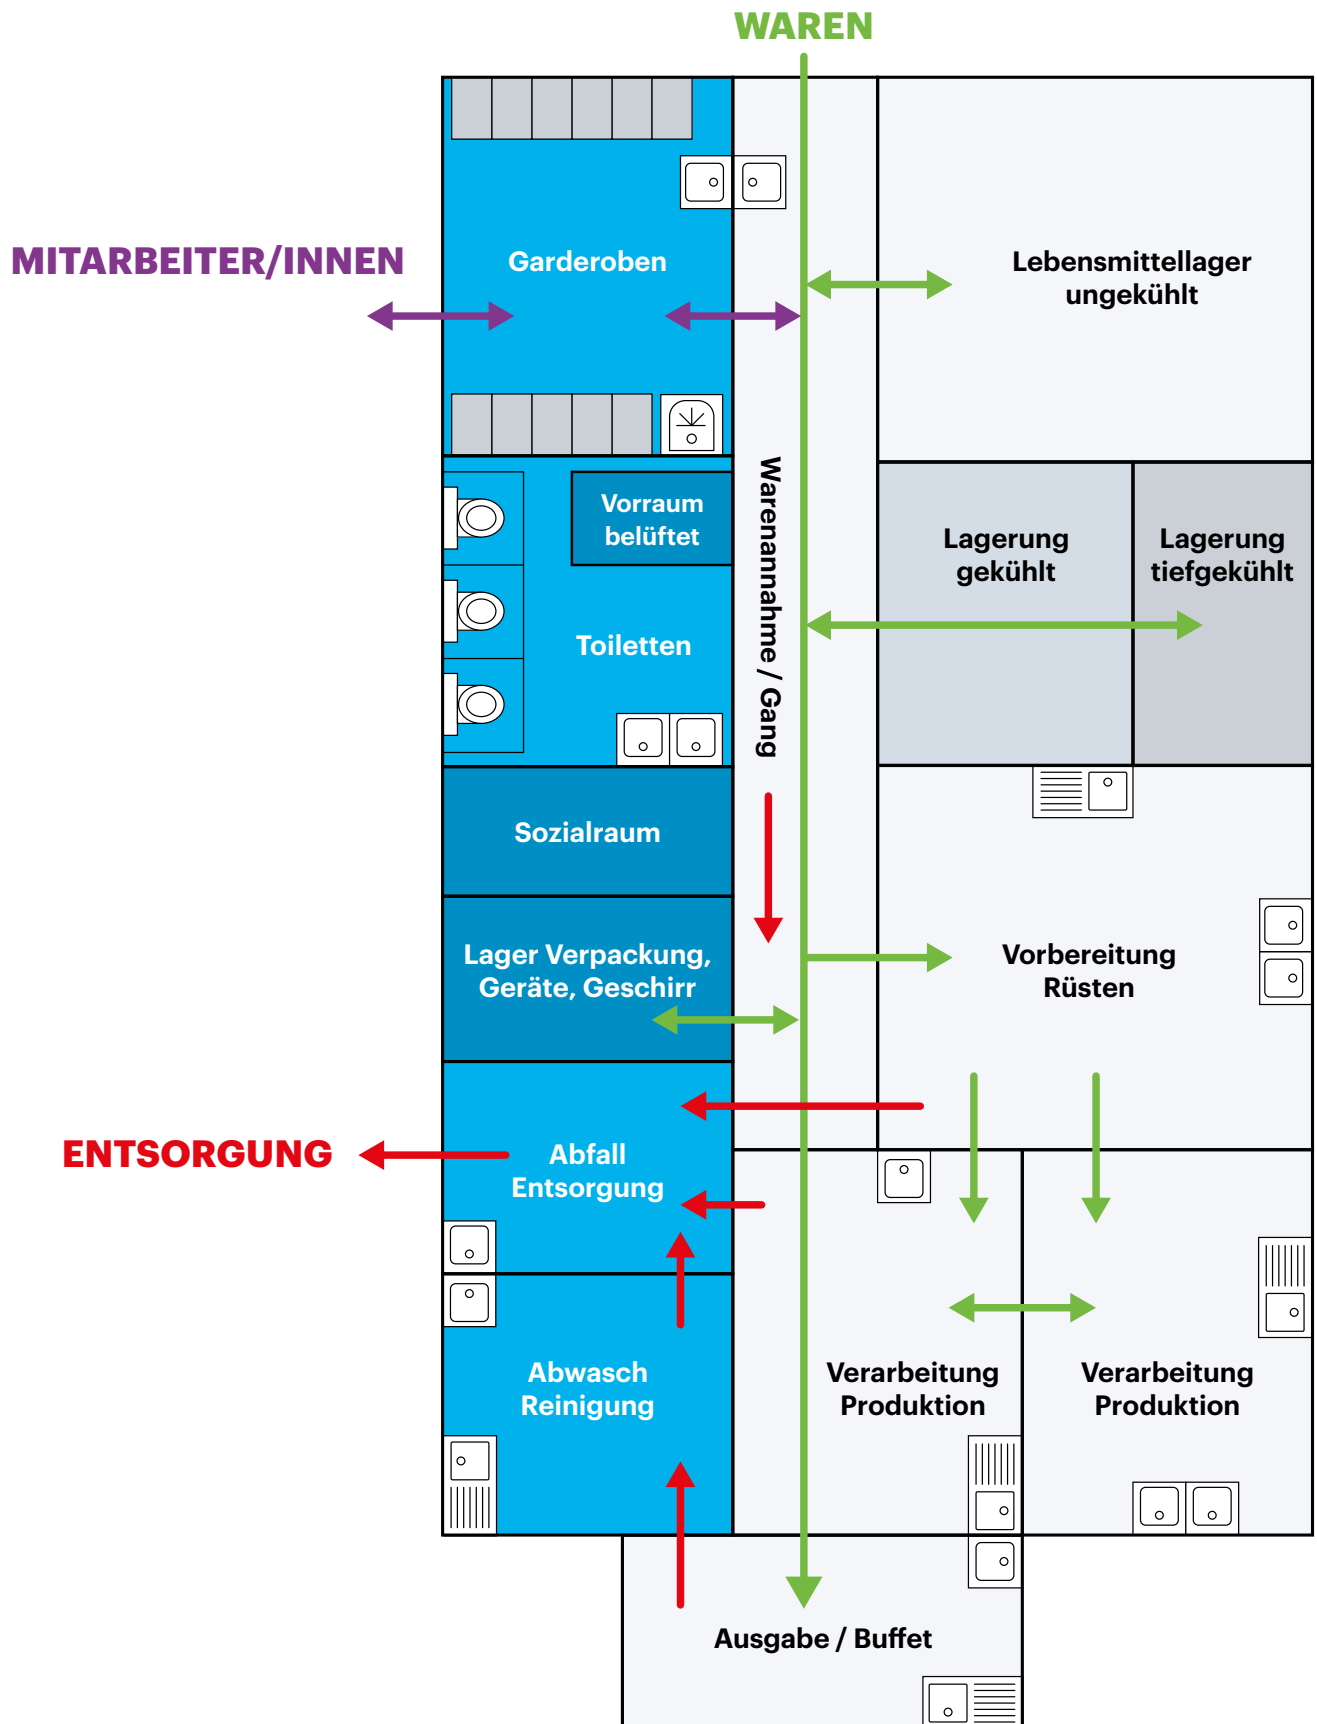 WAREN
MITARBEITER/INNEN
Garderoben
Lebensmittellager
ungekühlt
Vorraum
belüftet
Warenannahme / Gang
Lagerung
gekühlt
Lagerung
tiefgekühlt
Toiletten
Sozialraum
Lager Verpackung,
Geräte, Geschirr
Vorbereitung
Rüsten
ENTSORGUNG
Abfall
Entsorgung
Abwasch
Reinigung
Verarbeitung
Produktion
Verarbeitung
Produktion
Ausgabe / Buffet